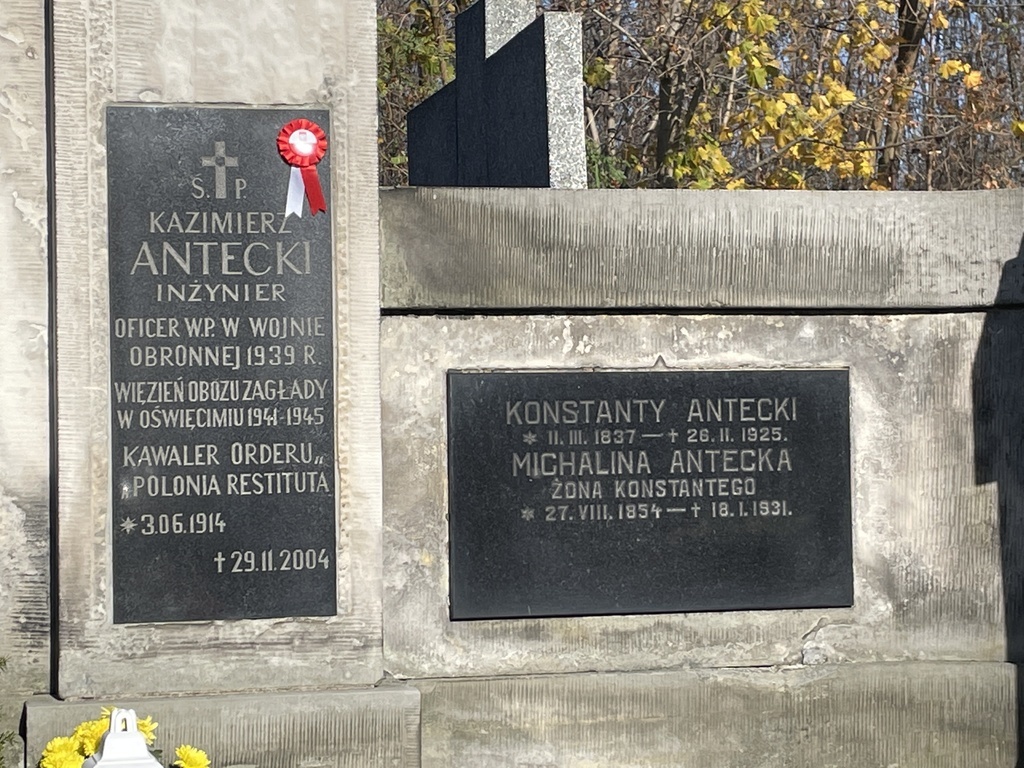 Ś. P.
KAZIMIERZ
ANTECKI
INŻYNIER
OFICER W.P. W WOJNIE
OBRONNEJ 1939 R.
WIĘZIEŃ OBOZU ZAGŁADY
W OŚWIĘCIMIU 1941-1945
KAWALER ORDERU„
„POLONIA RESTITUTA
* 3.06.1914
† 29.11.2004
KONSTANTY ANTECKI
* 11. III. 1837 — † 26. II. 1925.
MICHALINA ANTECKA
ŻONA KONSTANTEGO
* 27. VIII. 1854 — † 18. I. 1931.